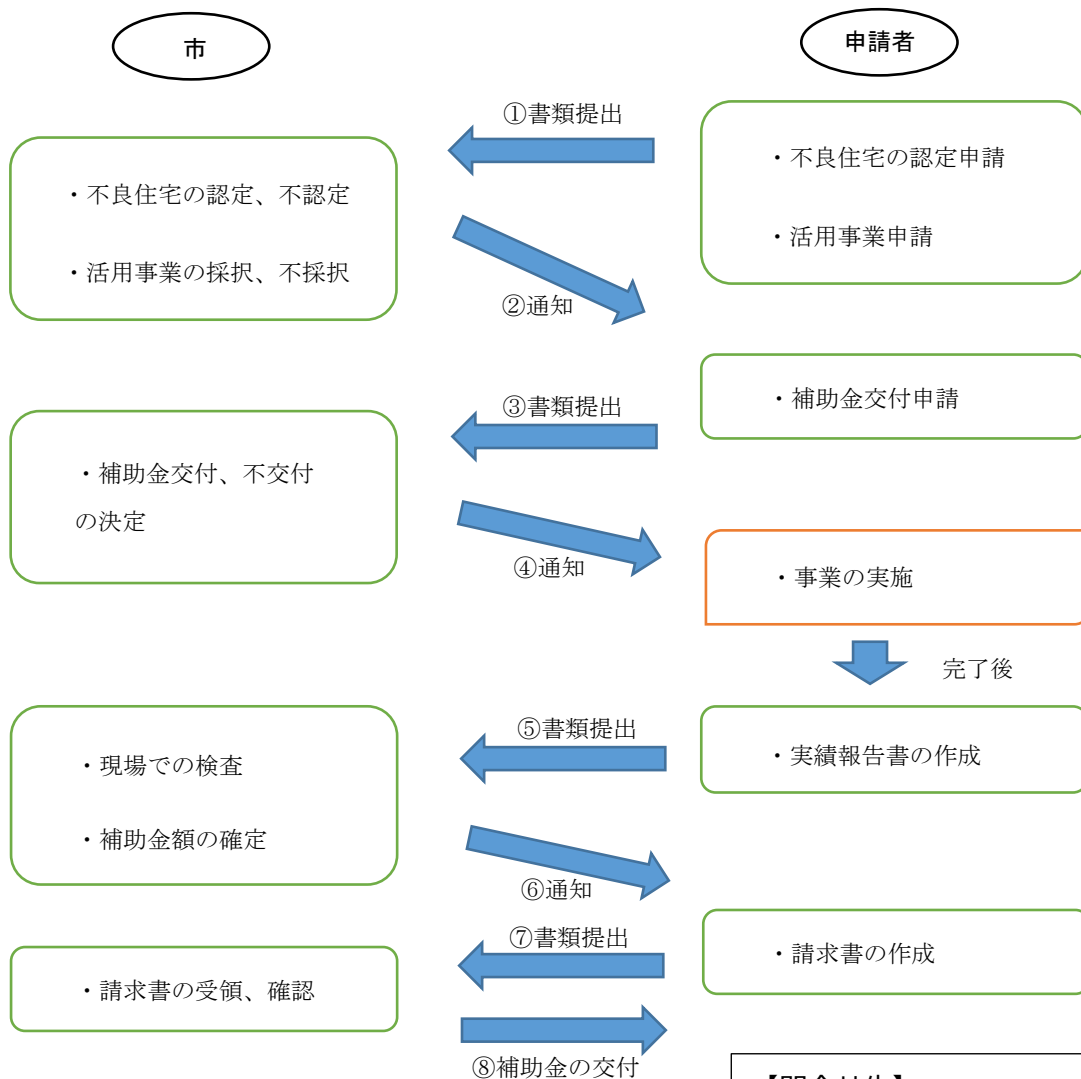 市
申請者
①書類提出
・不良住宅の認定申請
・活用事業申請
・不良住宅の認定、不認定
・活用事業の採択、不採択
②通知
③書類提出
・補助金交付申請
・補助金交付、不交付
の決定
④通知
・事業の実施
完了後
⑤書類提出
・実績報告書の作成
・現場での検査
・補助金額の確定
⑥通知
⑦書類提出
・請求書の作成
・請求書の受領、確認
⑧補助金の交付